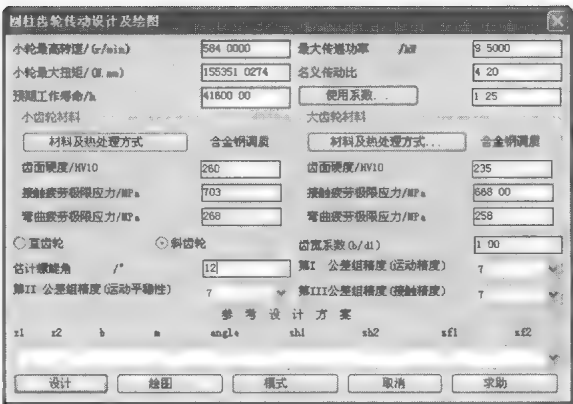 圆柱齿轮传动设计及绘图
小轮最高转速/(r/min) 584 0000 最大传递功率 /kW 9 5000
小轮最大扭矩/(N.mm) 155351 0274 名义传动比 4 20
预期工作寿命/h 41600 00 使用系数... 1 25
小齿轮材料 大齿轮材料
材料及热处理方式 合金钢调质 材料及热处理方式... 合金钢调质
齿面硬度/HV10 260 齿面硬度/HV10 235
接触疲劳极限应力/MPa 703 接触疲劳极限应力/MPa 668 00
弯曲疲劳极限应力/MPa 268 弯曲疲劳极限应力/MPa 258
直齿轮 斜齿轮 齿宽系数(b/d1) 1 00
估计螺旋角 /° 12 第I 公差组精度(运动精度) 7
第II 公差组精度(运动平稳性) 7 第III公差组精度(接触精度) 7
参 考 设 计 方 案
z1 z2 b m angle sh1 sh2 sf1 sf2
设计 绘图 模式 取消 求助